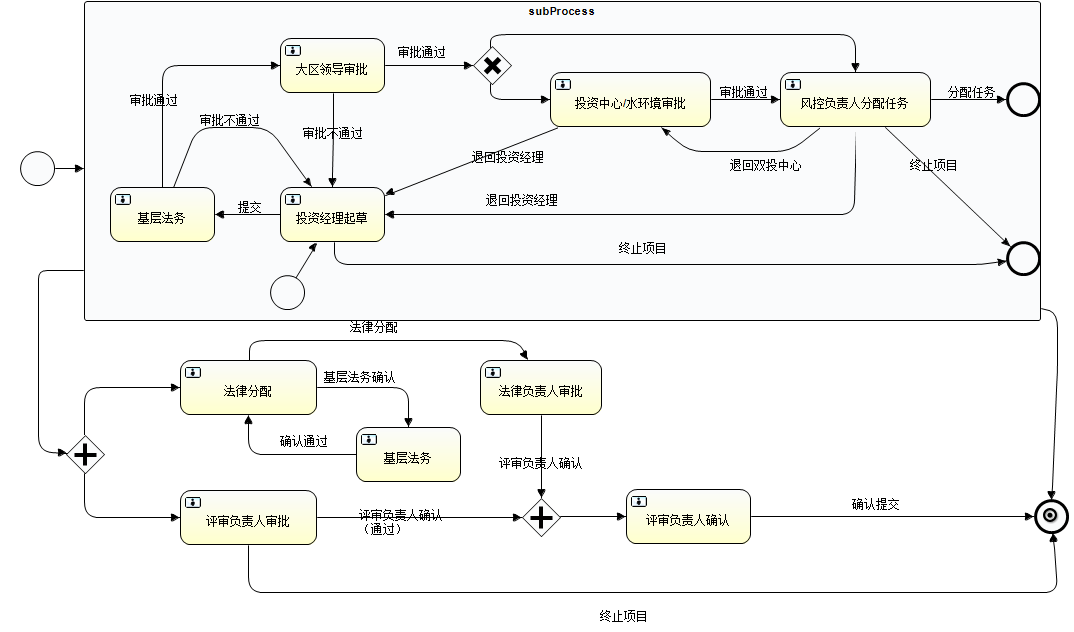 subProcess
审批通过
大区领导审批
分配任务
审批通过
审批通过
投资中心/水环境审批
风控负责人分配任务
审批不通过
审批不通过
退回投资经理
退回双投中心
终止项目
基层法务
提交
投资经理起草
退回投资经理
终止项目
法律分配
基层法务确认
法律分配
法律负责人审批
确认通过
基层法务
评审负责人确认
评审负责人审批
评审负责人确认
（通过）
评审负责人确认
确认提交
终止项目